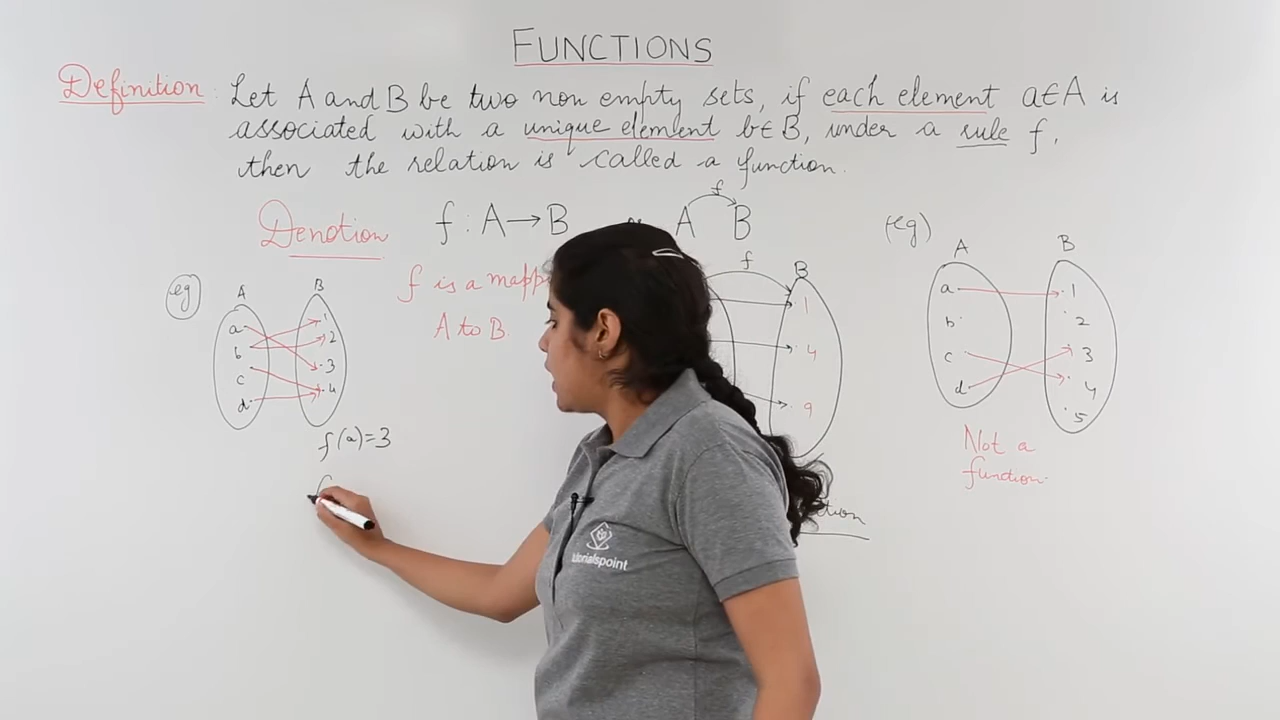 FUNCTIONS
Definition : Let A and B be two non empty sets, if each element a∈A is
associated with a unique element b∈B, under a rule f,
then the relation is called a function.
Denotion
f : A → B
f
A B
f is a
A to B
eg
A B
a 1
b 2
c 3
d 4
f(a)=3
f
f
B
1
4
9
(eg)
A B
a 1
b 2
c 3
d 4
5
Not a
function.
tutorialspoint